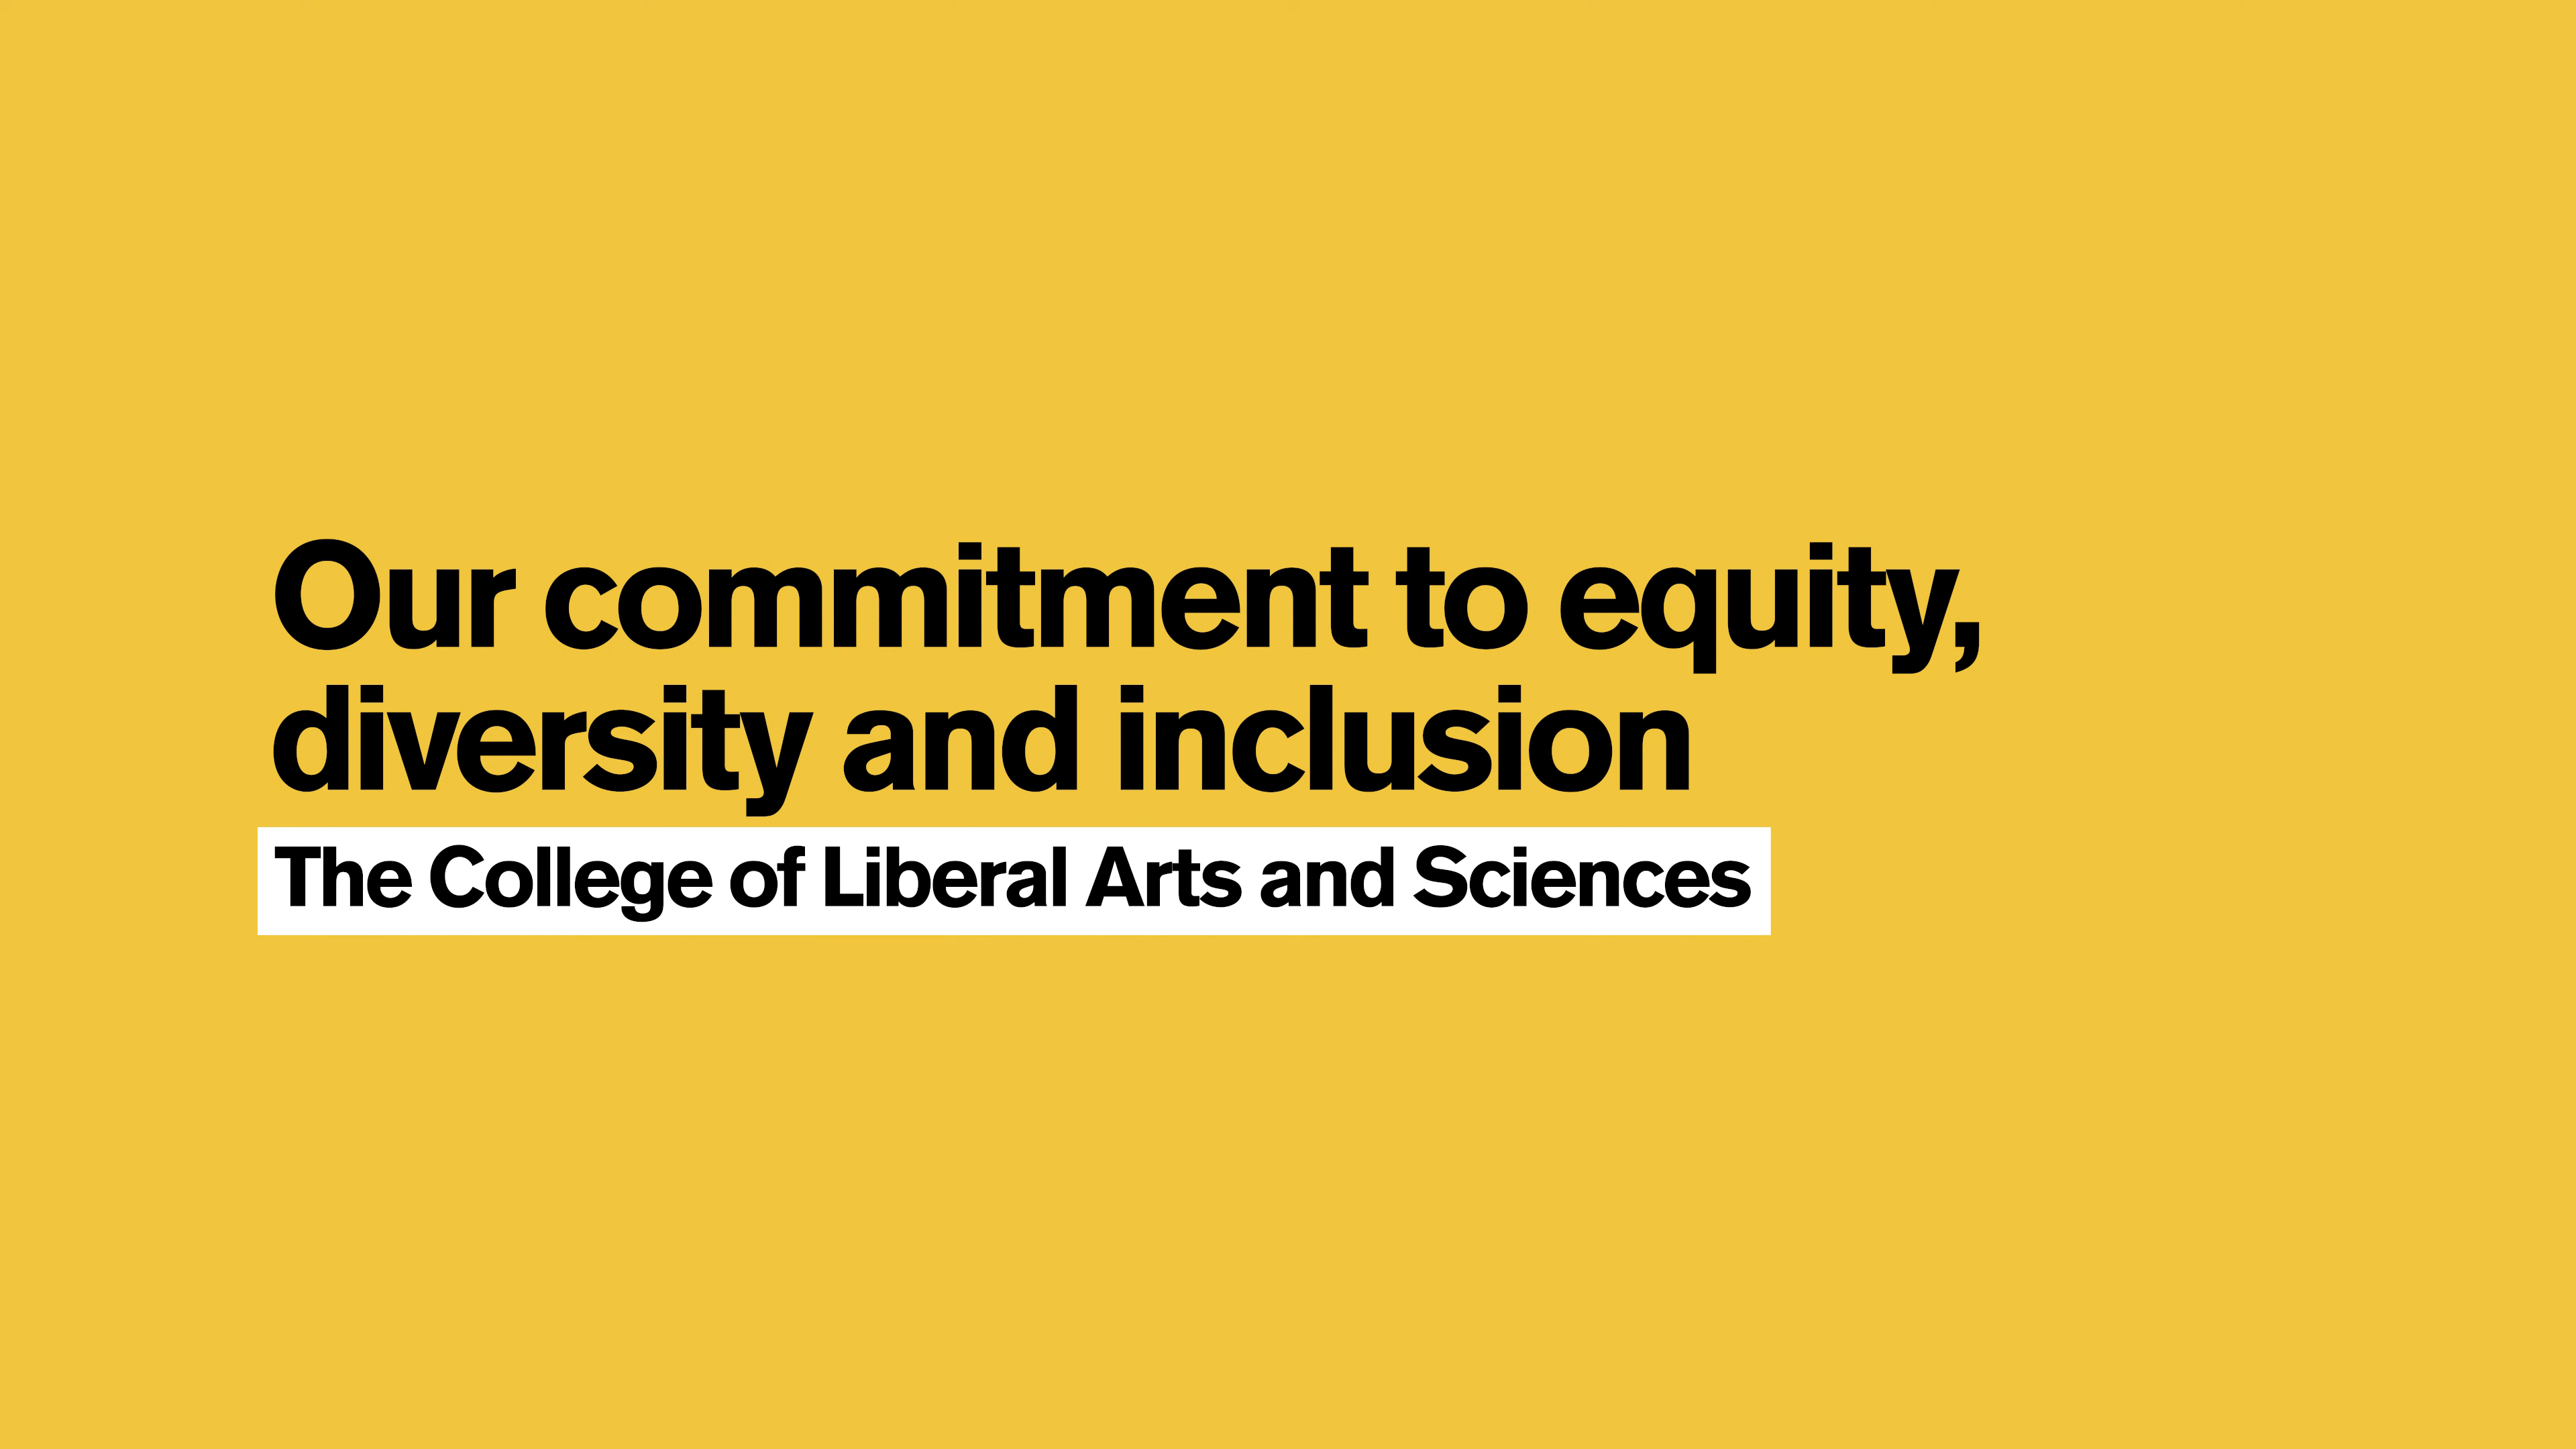 Our commitment to equity,
diversity and inclusion
The College of Liberal Arts and Sciences